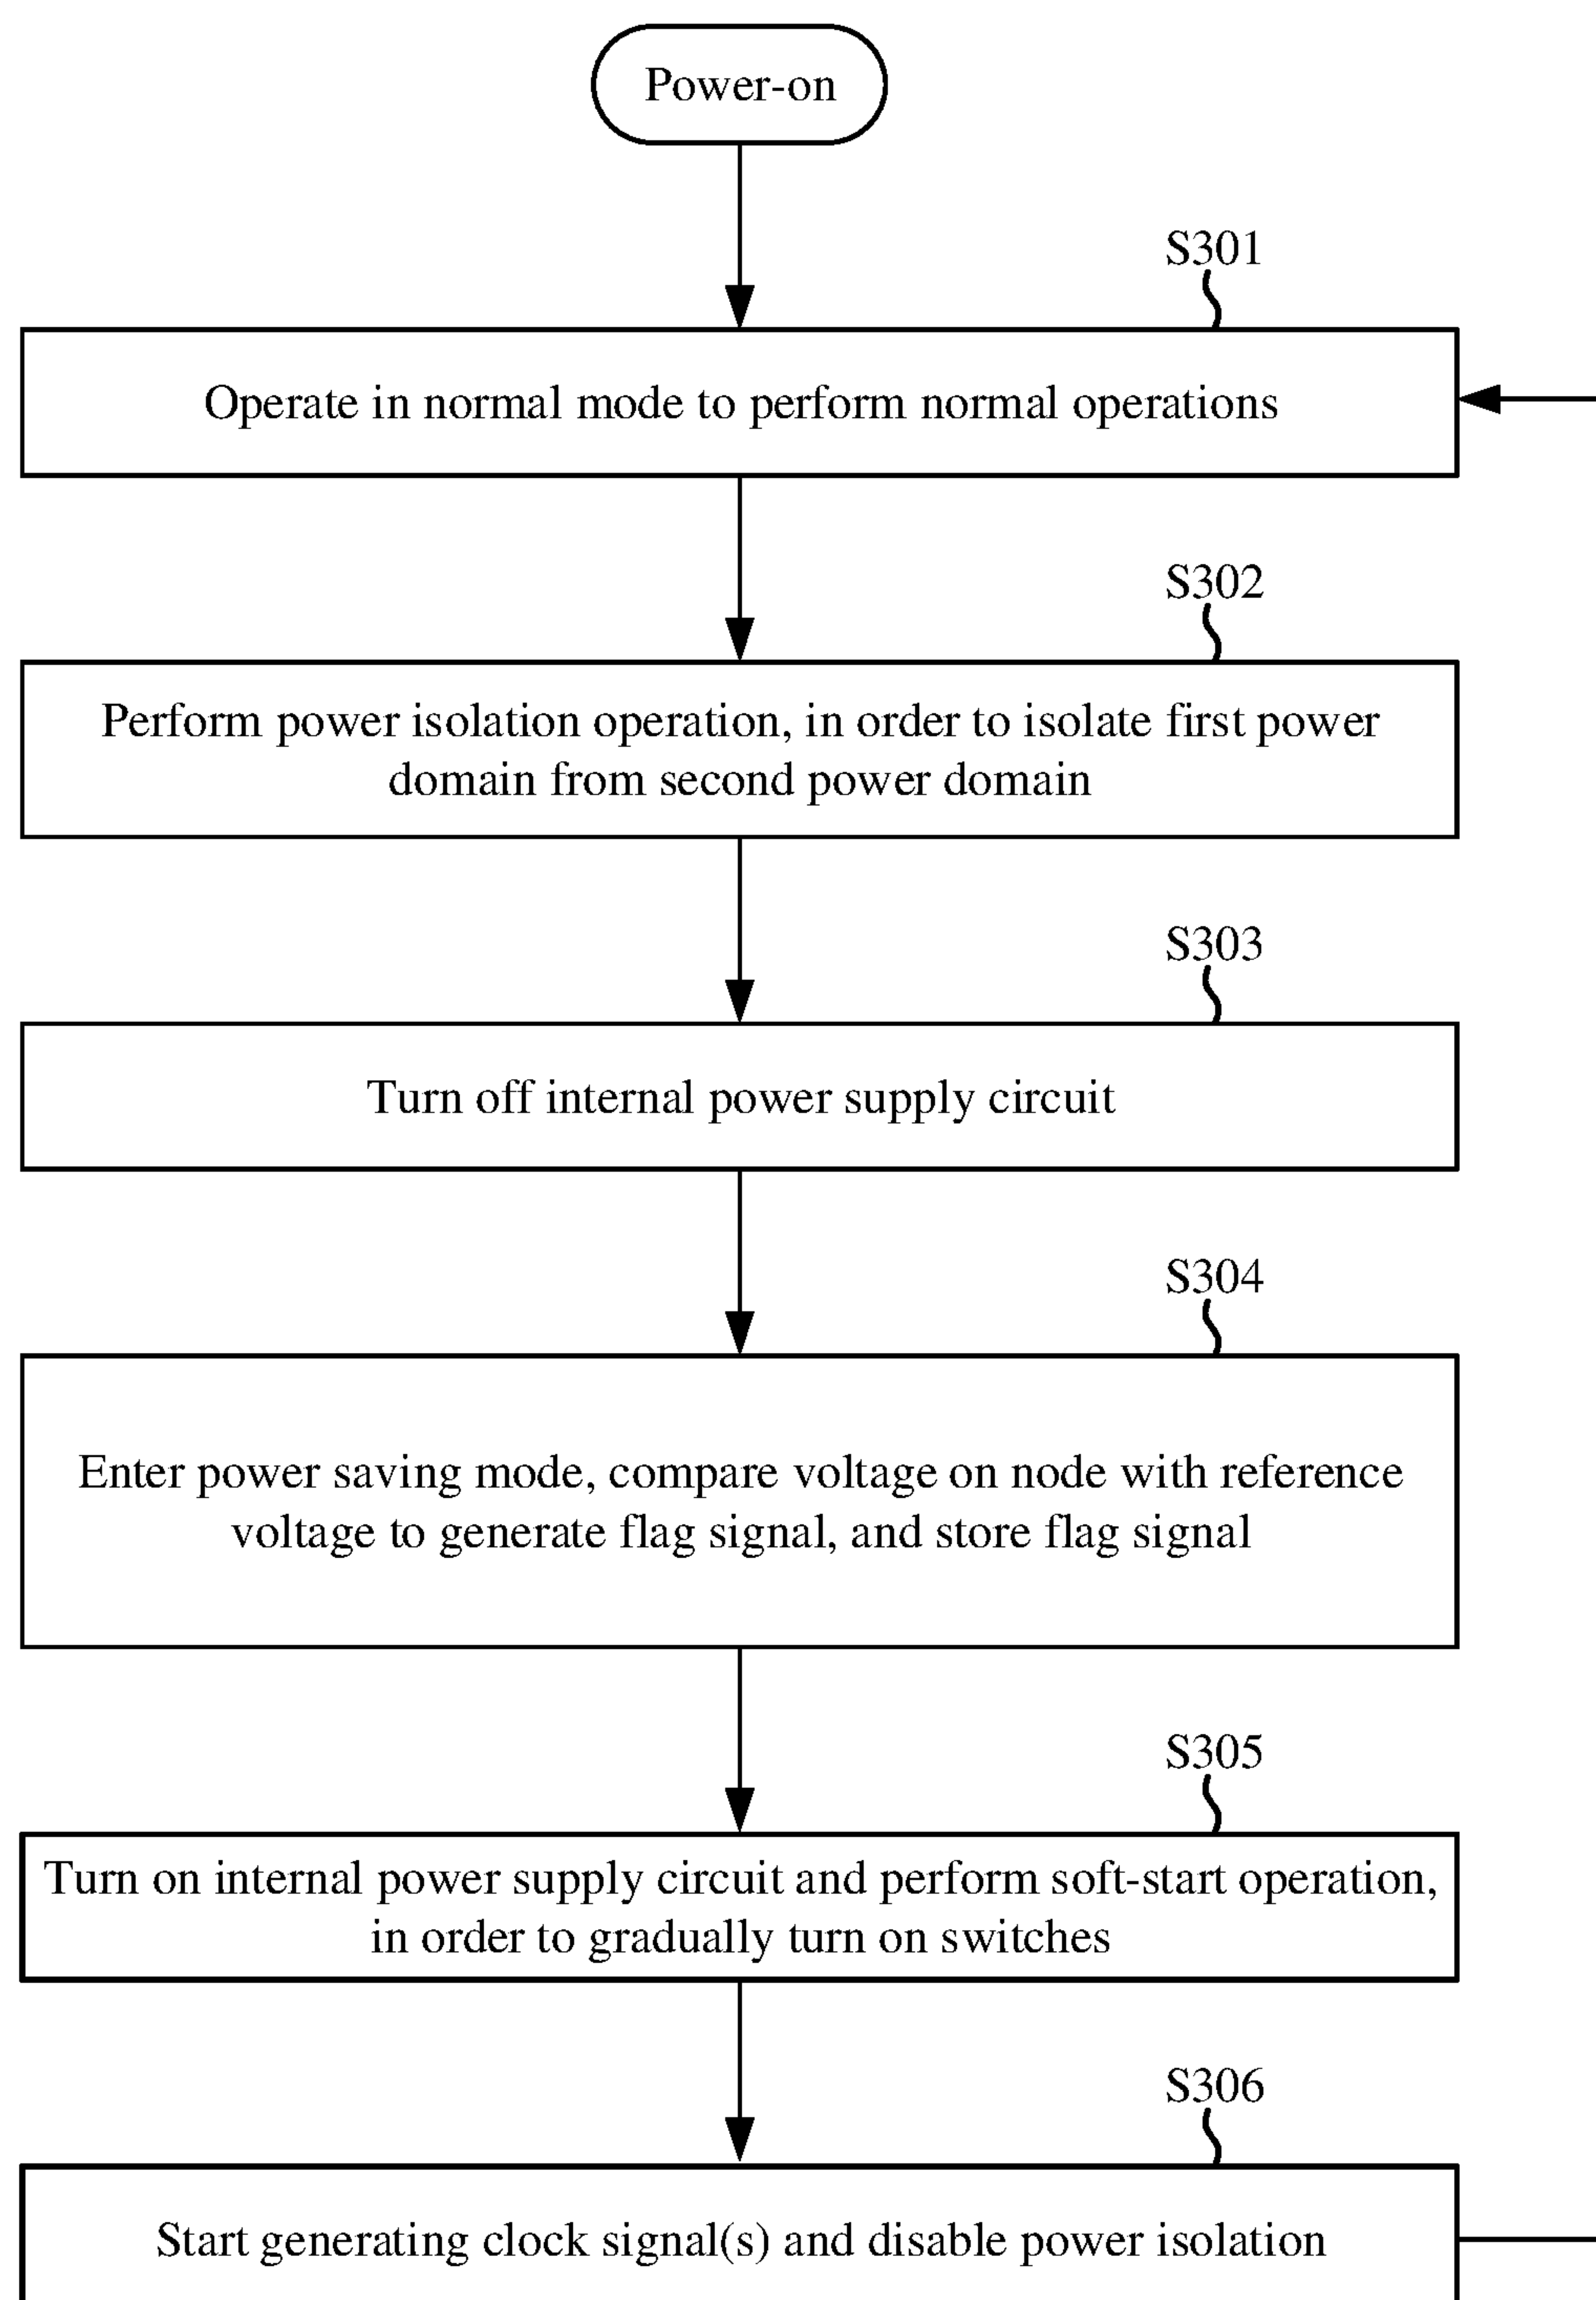 Power-on
S301
Operate in normal mode to perform normal operations
S302
Perform power isolation operation, in order to isolate first power
domain from second power domain
S303
Turn off internal power supply circuit
S304
Enter power saving mode, compare voltage on node with reference
voltage to generate flag signal, and store flag signal
S305
Turn on internal power supply circuit and perform soft-start operation,
in order to gradually turn on switches
S306
Start generating clock signal(s) and disable power isolation